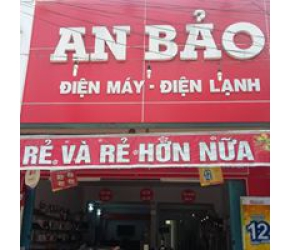 AN BẢO
ĐIỆN MÁY - ĐIỆN LẠNH
RẺ, VÀ RẺ HƠN NỮA
12